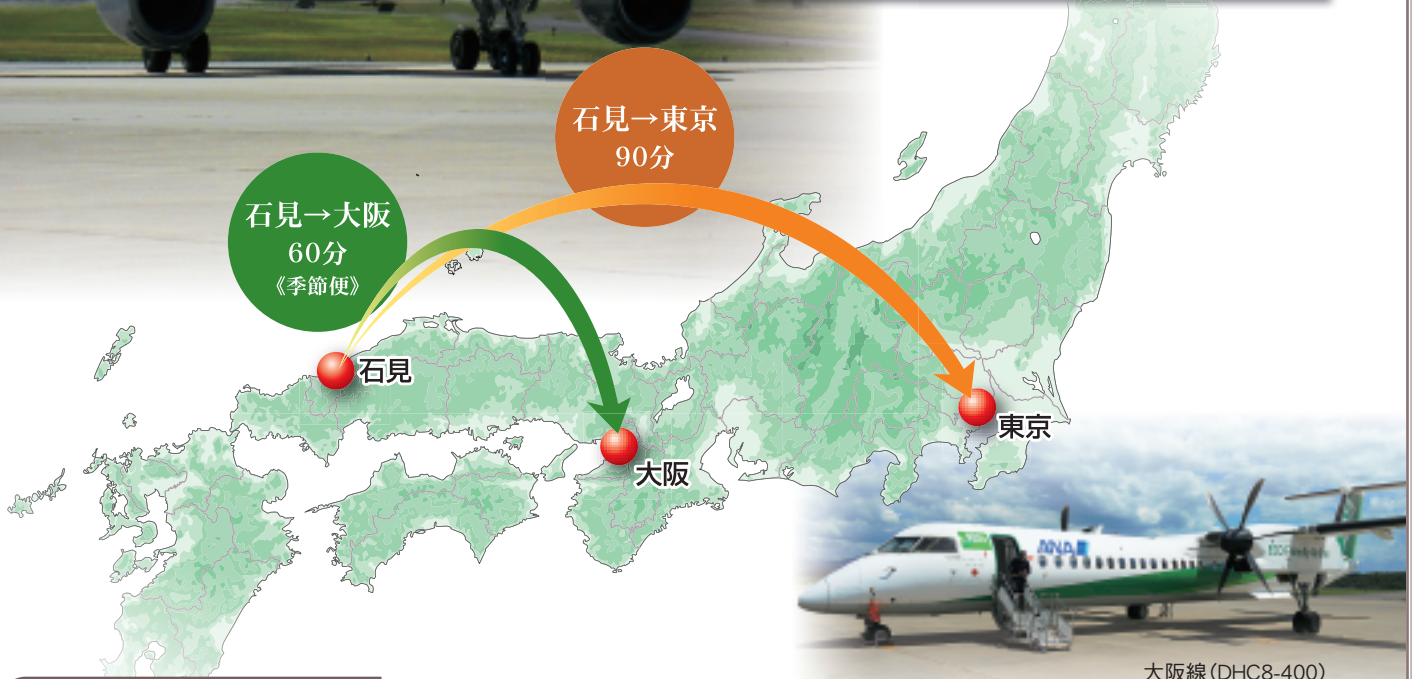 石見→東京
90分
石見→大阪
60分
《季節便》
石見
東京
大阪
ANA
大阪線(DHC8-400)